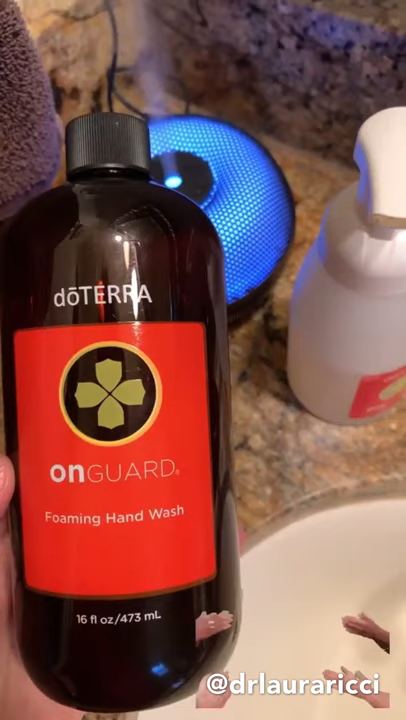 dōTERRA
onGUARD®
Foaming Hand Wash
16 fl oz/473 mL
@drlauraricci